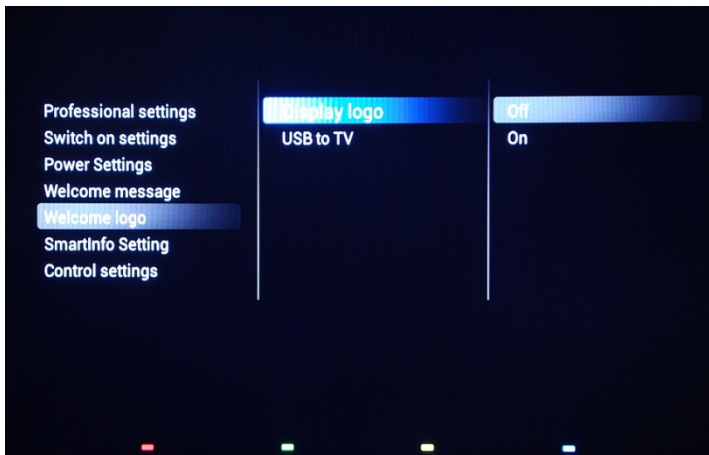 Professional settings
Switch on settings
Power Settings
Welcome message
Welcome logo
SmartInfo Setting
Control settings
Display logo
USB to TV
Off
On